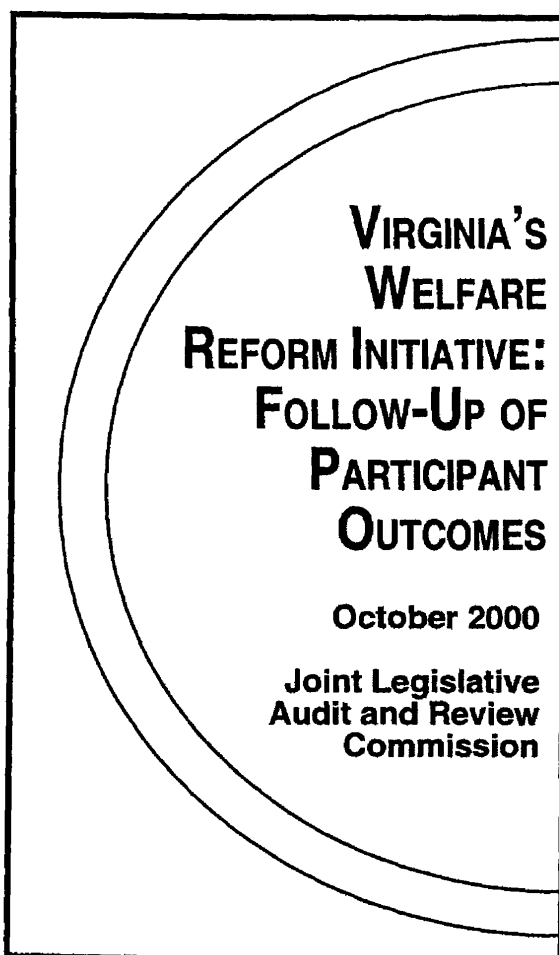 VIRGINIA'S
WELFARE
REFORM INITIATIVE:
FOLLOW-UP OF
PARTICIPANT
OUTCOMES
October 2000
Joint Legislative
Audit and Review
Commission